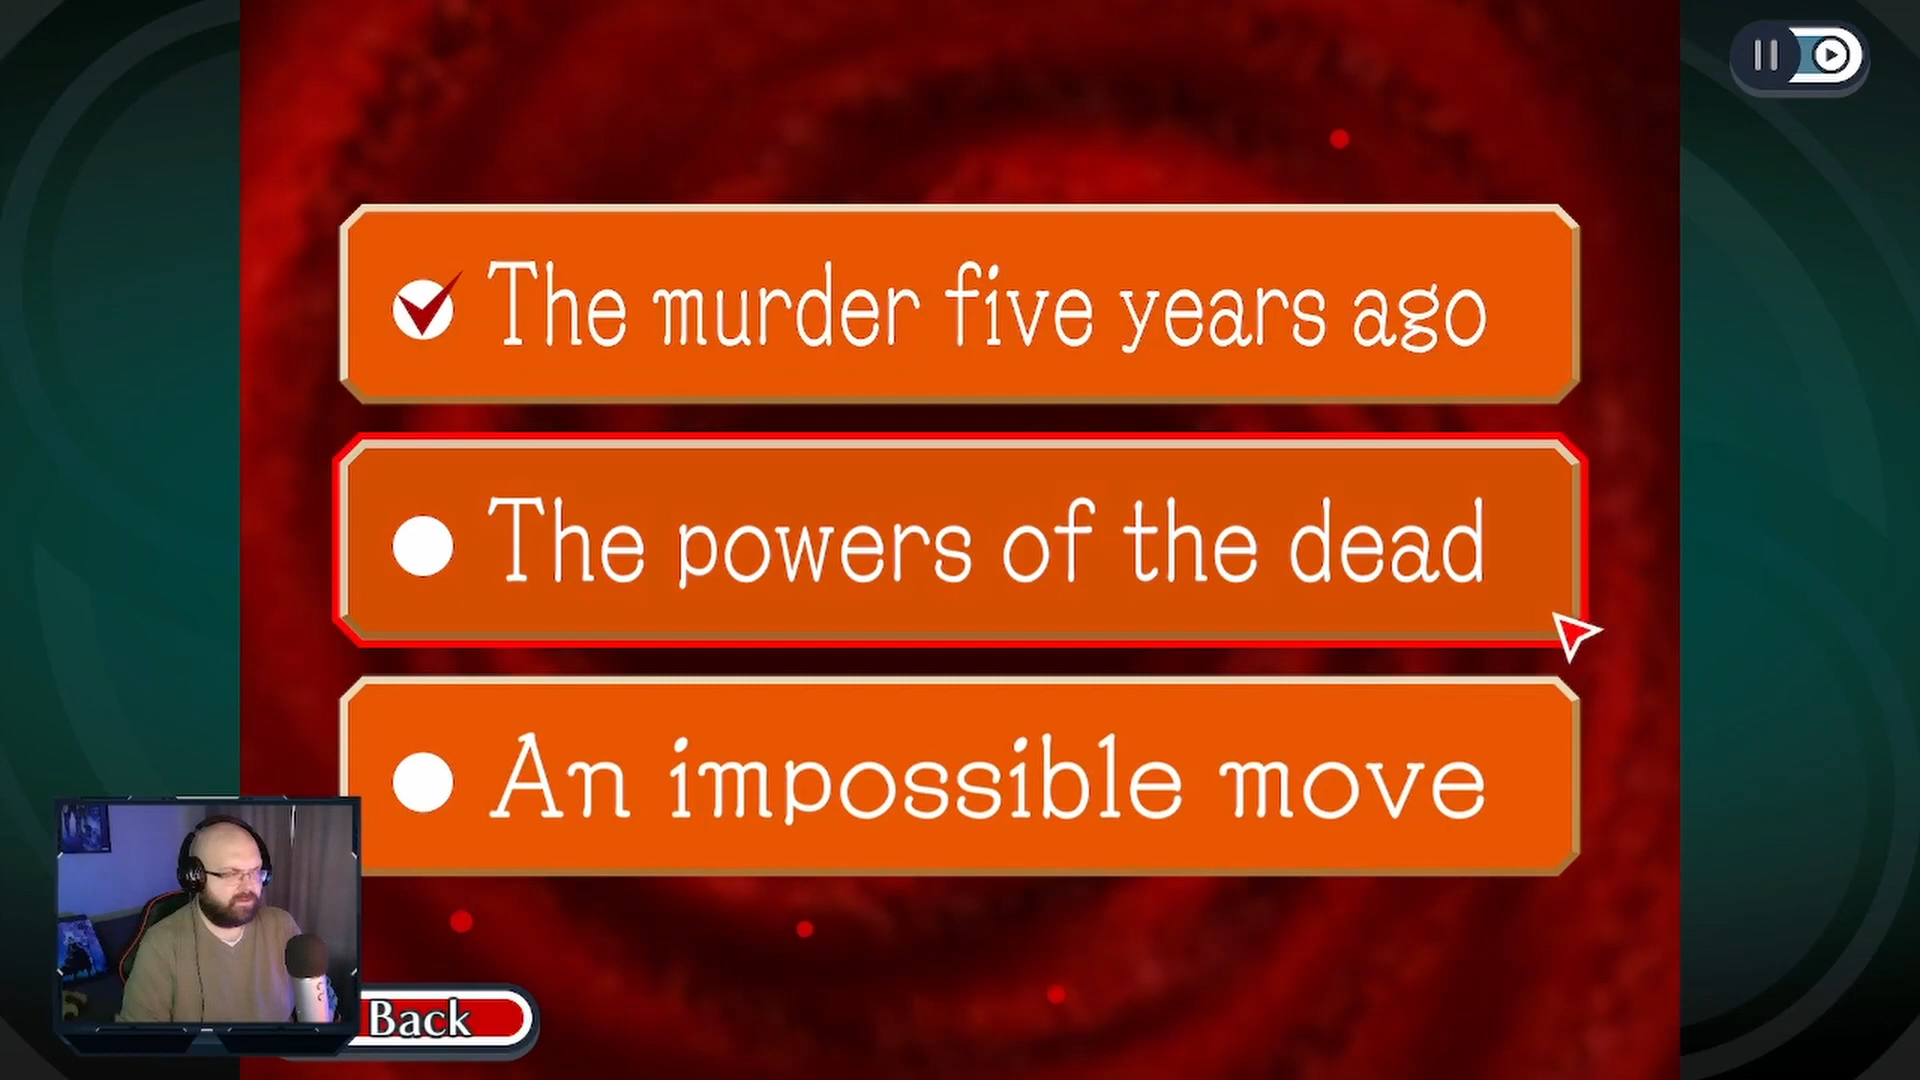 The murder five years ago
The powers of the dead
An impossible move
Back